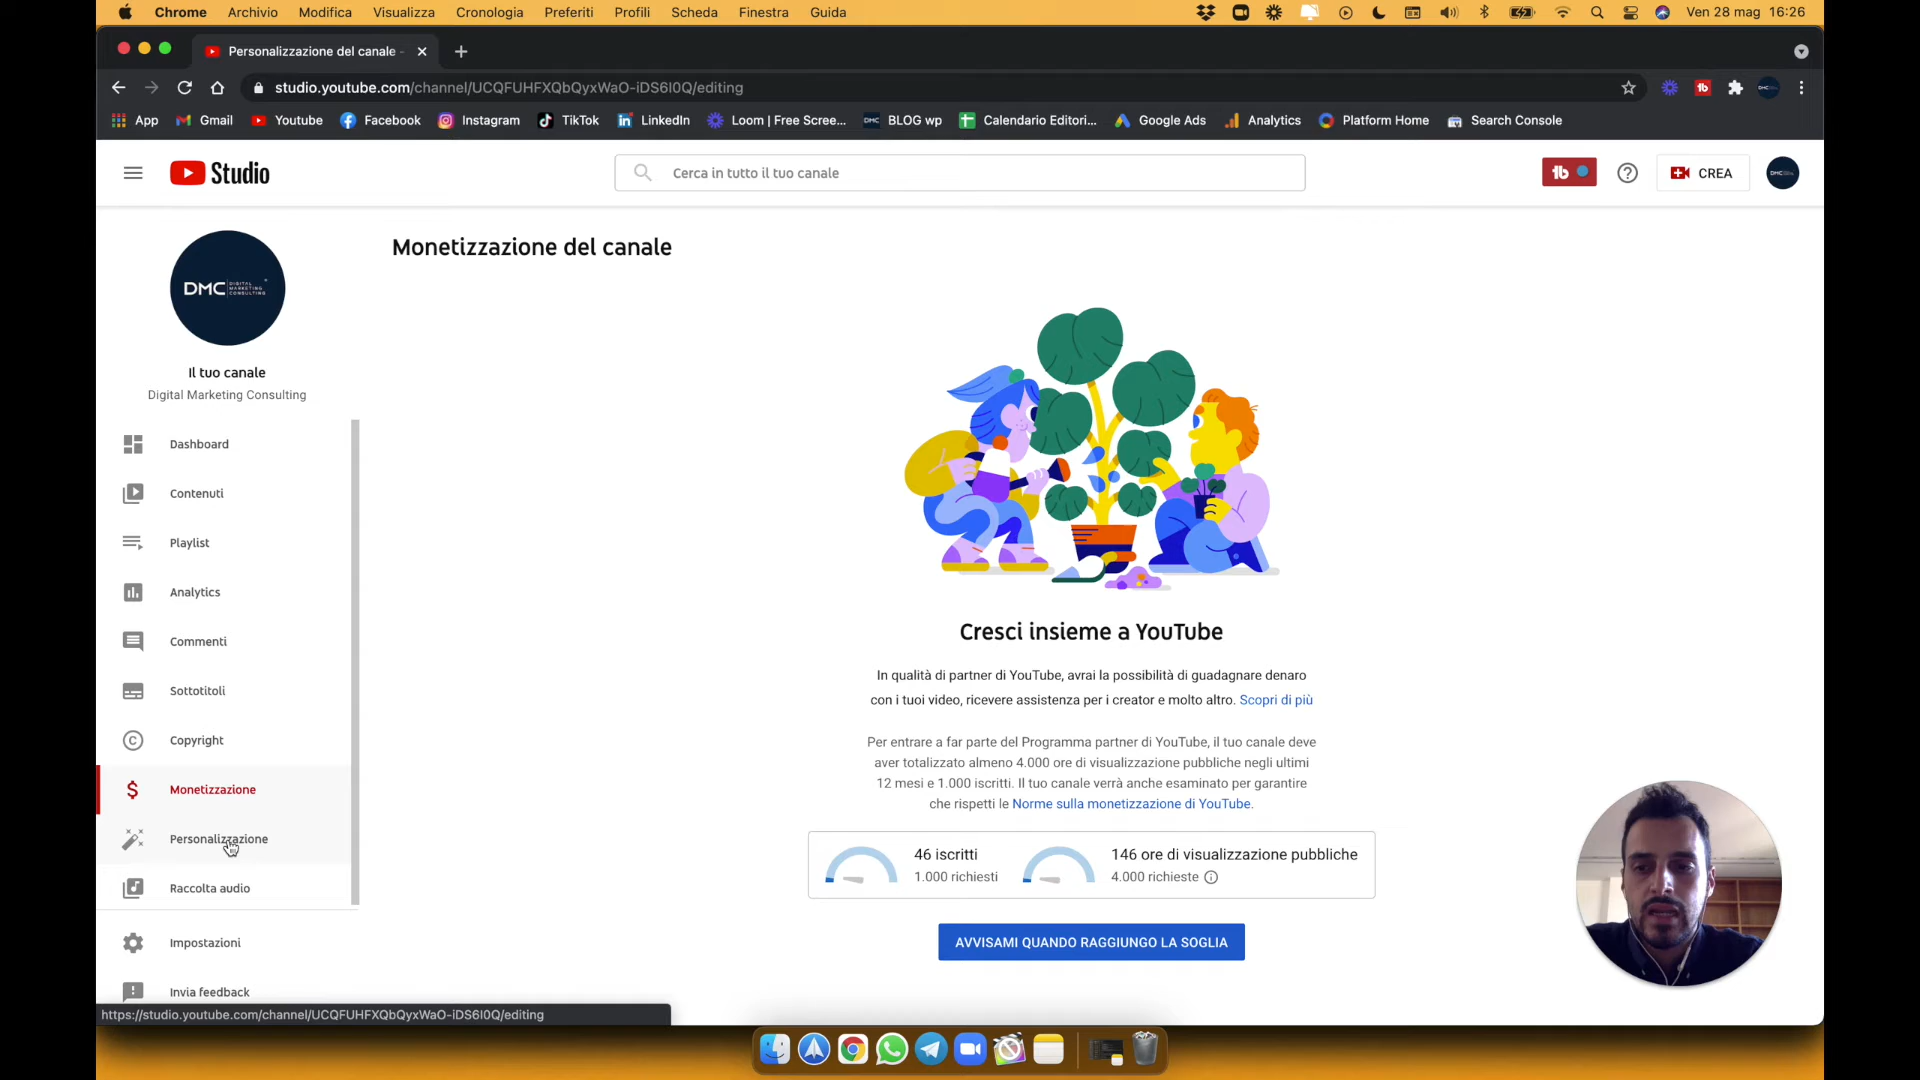 Chrome Archivio Modifica Visualizza Cronologia Preferiti Profili Scheda Finestra Guida
Ven 28 mag 16:26
Personalizzazione del canale -
studio.youtube.com/channel/UCQFUHFXQbQyxWaO-iDS6I0Q/editing
App Gmail Youtube Facebook Instagram TikTok LinkedIn Loom | Free Scree... BLOG wp Calendario Editori... Google Ads Analytics Platform Home Search Console
Studio
Cerca in tutto il tuo canale
CREA
DMC DIGITAL MARKETING CONSULTING
Il tuo canale
Digital Marketing Consulting
Dashboard
Contenuti
Playlist
Analytics
Commenti
Sottotitoli
Copyright
Monetizzazione
Personalizzazione
Raccolta audio
Impostazioni
Invia feedback
https://studio.youtube.com/channel/UCQFUHFXQbQyxWaO-iDS6I0Q/editing
Monetizzazione del canale
Cresci insieme a YouTube
In qualità di partner di YouTube, avrai la possibilità di guadagnare denaro
con i tuoi video, ricevere assistenza per i creator e molto altro. Scopri di più
Per entrare a far parte del Programma partner di YouTube, il tuo canale deve
aver totalizzato almeno 4.000 ore di visualizzazione pubbliche negli ultimi
12 mesi e 1.000 iscritti. Il tuo canale verrà anche esaminato per garantire
che rispetti le Norme sulla monetizzazione di YouTube.
46 iscritti
1.000 richiesti
146 ore di visualizzazione pubbliche
4.000 richieste
AVVISAMI QUANDO RAGGIUNGO LA SOGLIA